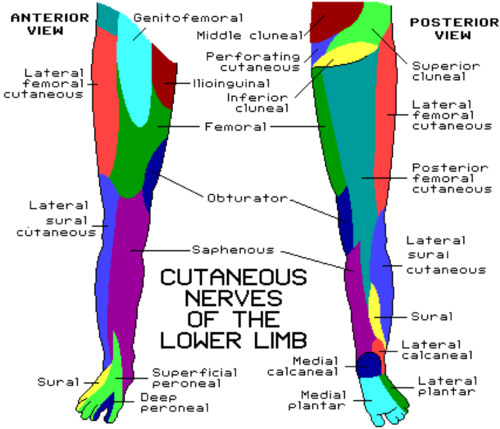 ANTERIOR
VIEW
Genitofemoral
POSTERIOR
VIEW
Middle cluneal
Perforating
cutaneous
Superior
cluneal
Lateral
femoral
cutaneous
Ilioinguinal
Inferior
cluneal
Lateral
femoral
cutaneous
Femoral
Posterior
femoral
cutaneous
Obturator
Lateral
sural
cutaneous
Lateral
sural
cutaneous
Saphenous
CUTANEOUS
NERVES
OF THE
LOWER LIMB
Sural
Lateral
calcaneal
Medial
calcaneal
Sural
Superficial
peroneal
Deep
peroneal
Medial
plantar
Lateral
plantar